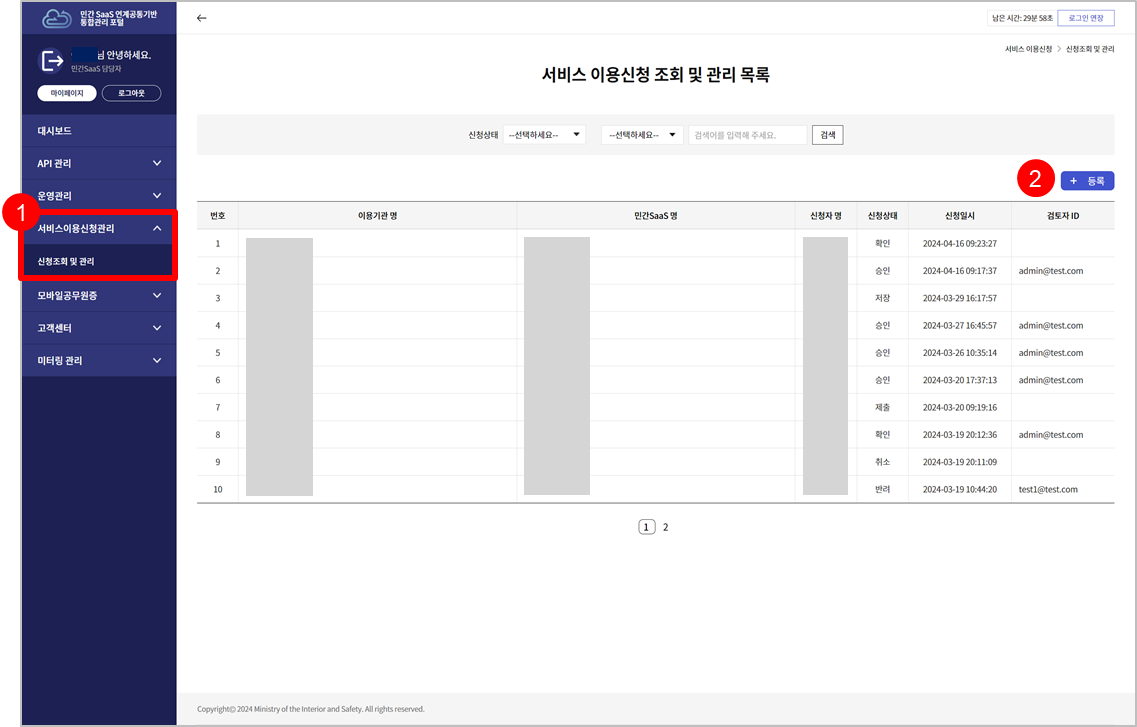 민간 SaaS 연계공통기반
통합관리 포털
님 안녕하세요.
민간SaaS 담당자
마이페이지 로그아웃
대시보드
API 관리
운영관리
1
서비스이용신청관리
신청조회 및 관리
모바일공무원증
고객센터
미터링 관리
남은 시간: 29분 58초 로그인 연장
서비스 이용신청 > 신청조회 및 관리
서비스 이용신청 조회 및 관리 목록
신청상태 --선택하세요-- --선택하세요-- 검색어를 입력해 주세요. 검색
2 + 등록
번호 이용기관 명 민간SaaS 명 신청자 명 신청상태 신청일시 검토자 ID
1 확인 2024-04-16 09:23:27
2 승인 2024-04-16 09:17:37 admin@test.com
3 저장 2024-03-29 16:17:57
4 승인 2024-03-27 16:45:57 admin@test.com
5 승인 2024-03-26 10:35:14 admin@test.com
6 승인 2024-03-20 17:37:13 admin@test.com
7 제출 2024-03-20 09:19:16
8 확인 2024-03-19 20:12:36 admin@test.com
9 취소 2024-03-19 20:11:09
10 반려 2024-03-19 10:44:20 test1@test.com
1 2
Copyright© 2024 Ministry of the Interior and Safety. All rights reserved.